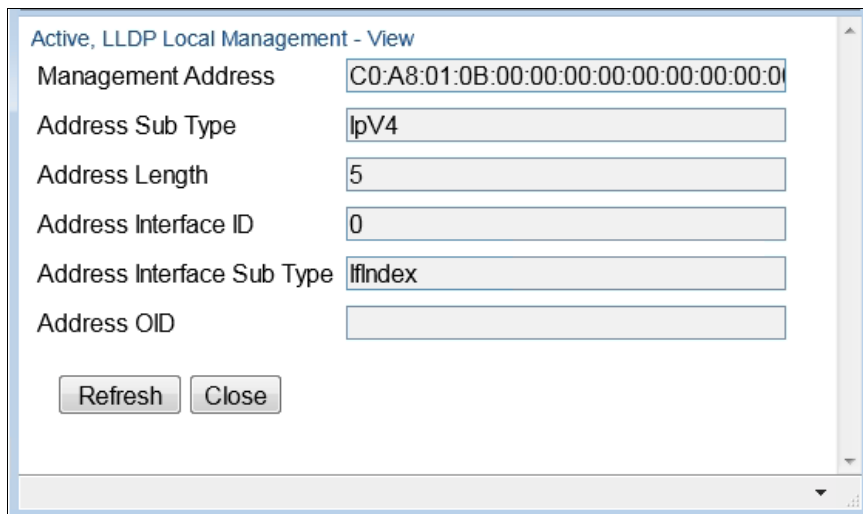 Active, LLDP Local Management - View
Management Address C0:A8:01:0B:00:00:00:00:00:00:00:0
Address Sub Type IpV4
Address Length 5
Address Interface ID 0
Address Interface Sub Type IfIndex
Address OID
Refresh Close